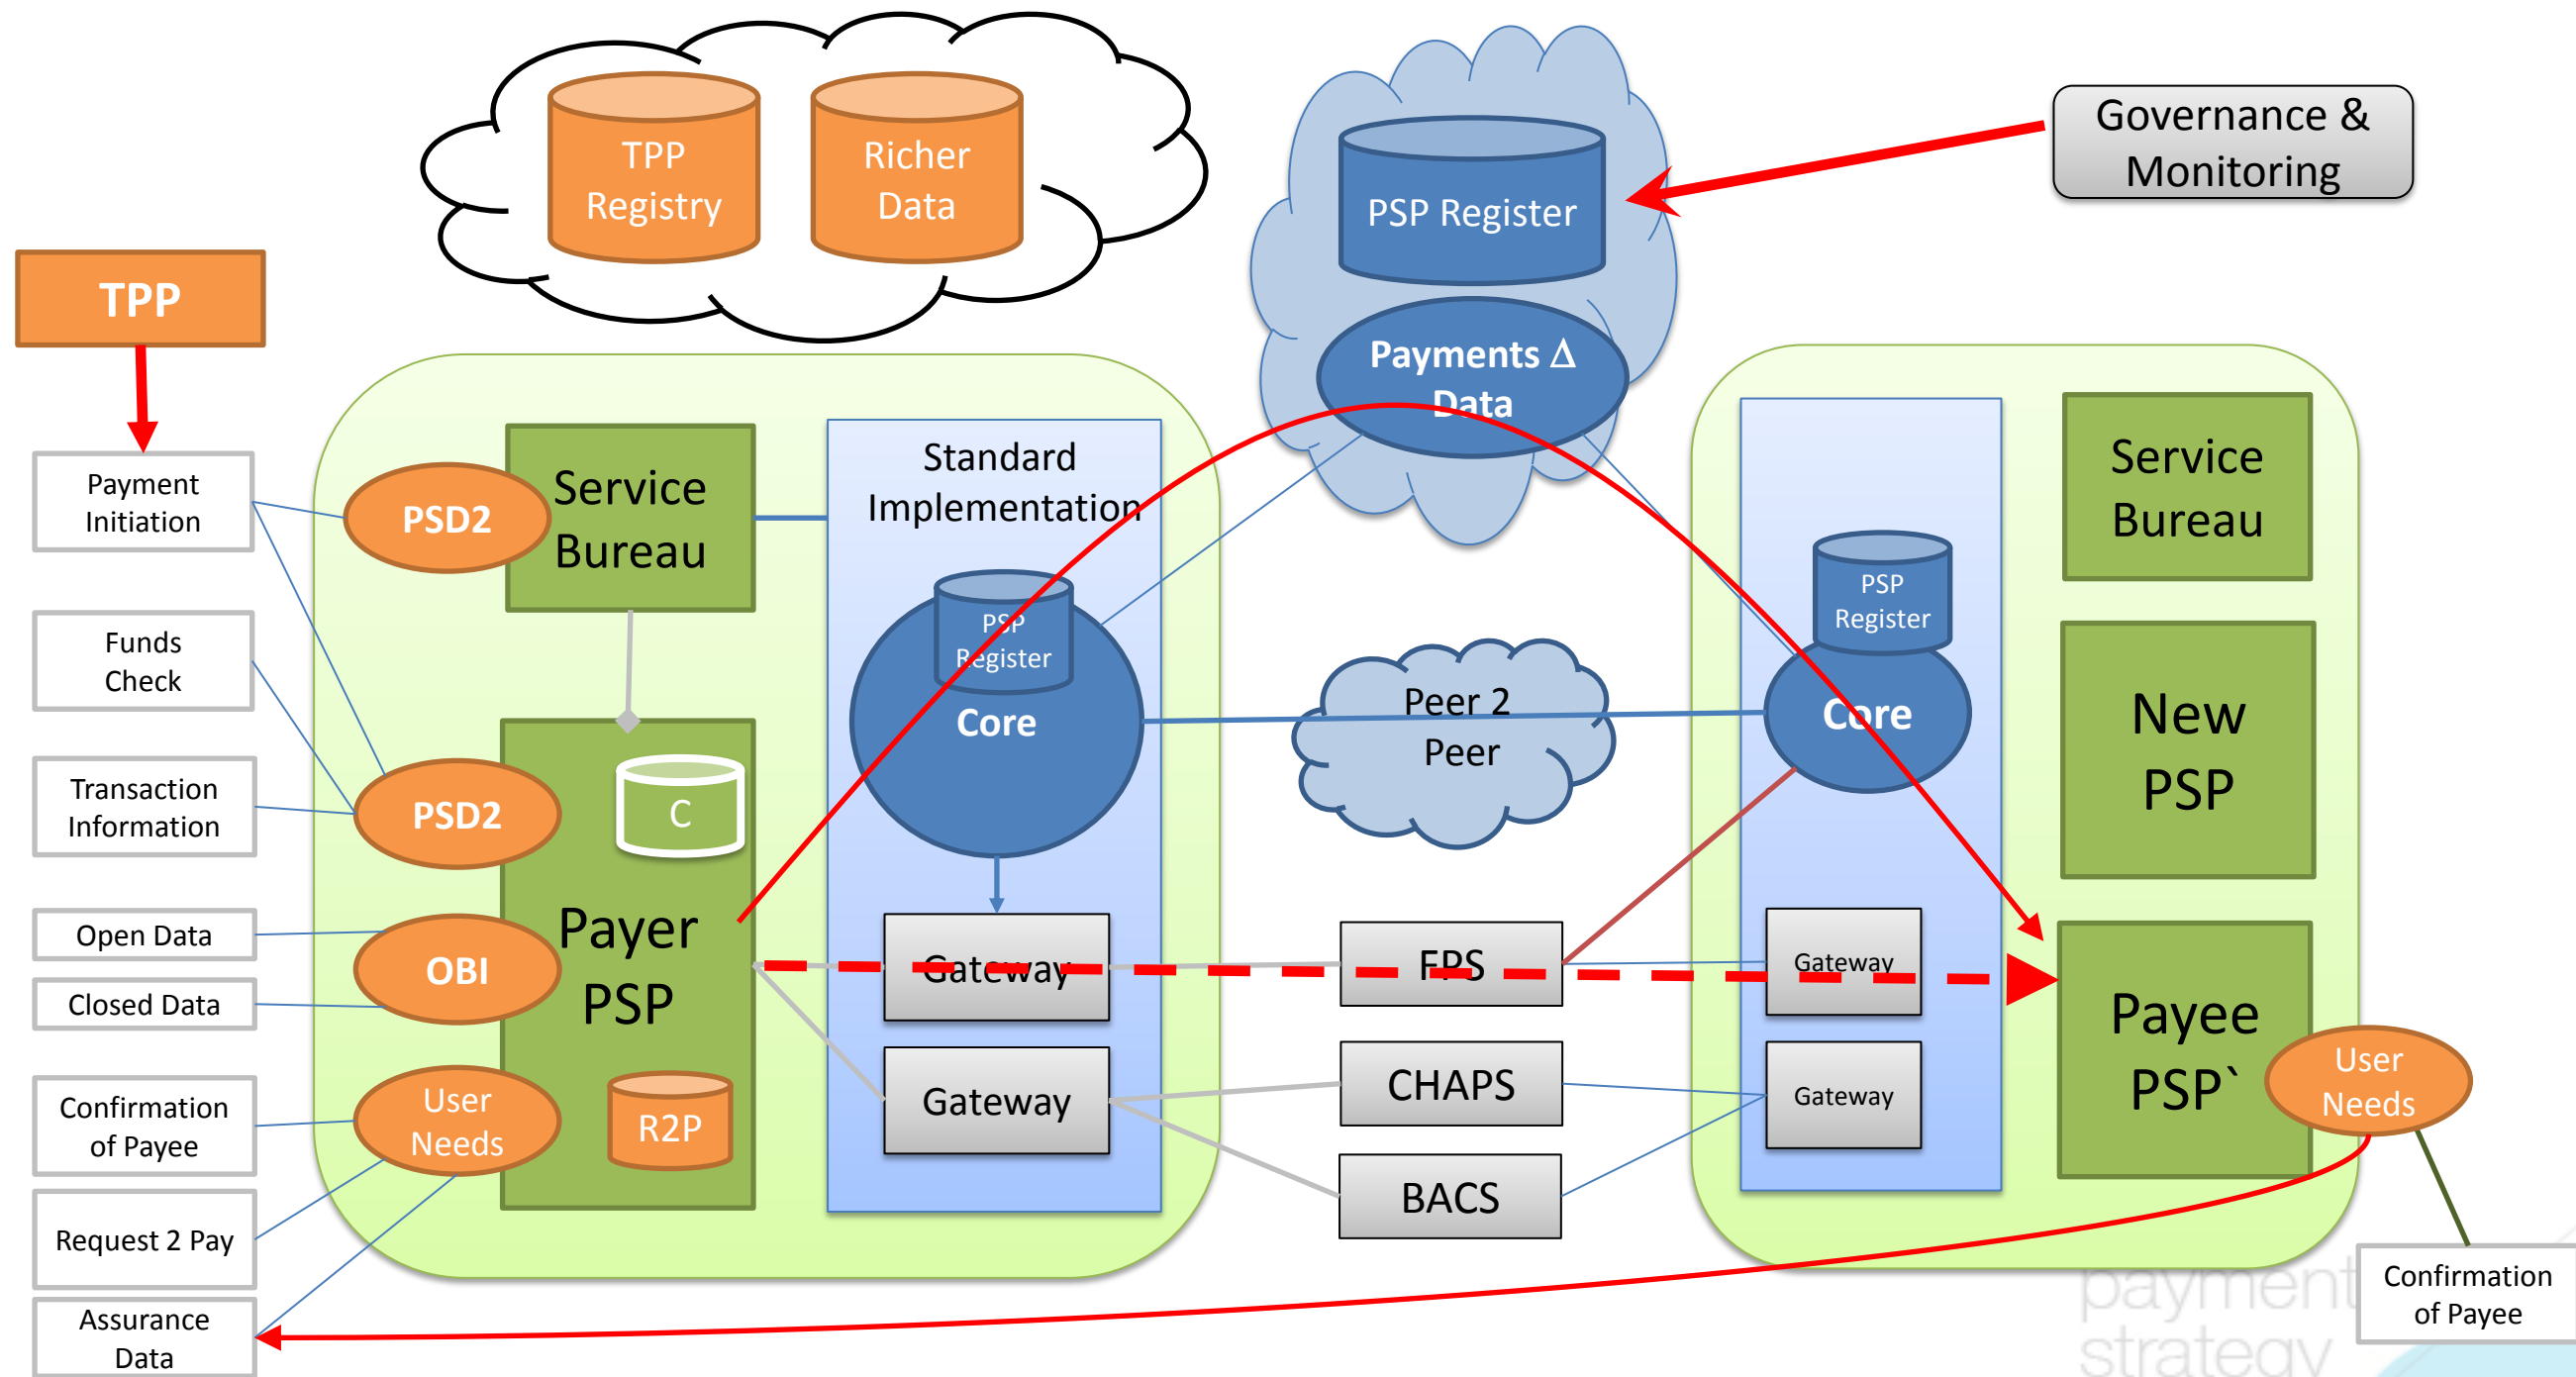 TPP
Registry
Richer
Data
PSP Register
Governance &
Monitoring
TPP
Payments Δ
Data
Payment
Initiation
Funds
Check
Transaction
Information
Open Data
Closed Data
Confirmation
of Payee
Request 2 Pay
Assurance
Data
PSD2
Service
Bureau
PSD2
OBI
User
Needs
C
Payer
PSP
R2P
Standard
Implementation
PSP
Register
Core
Gateway
Gateway
Peer 2
Peer
FPS
CHAPS
BACS
PSP
Register
Core
Gateway
Gateway
Service
Bureau
New
PSP
Payee
PSP`
User
Needs
Confirmation
of Payee
payment
strategy